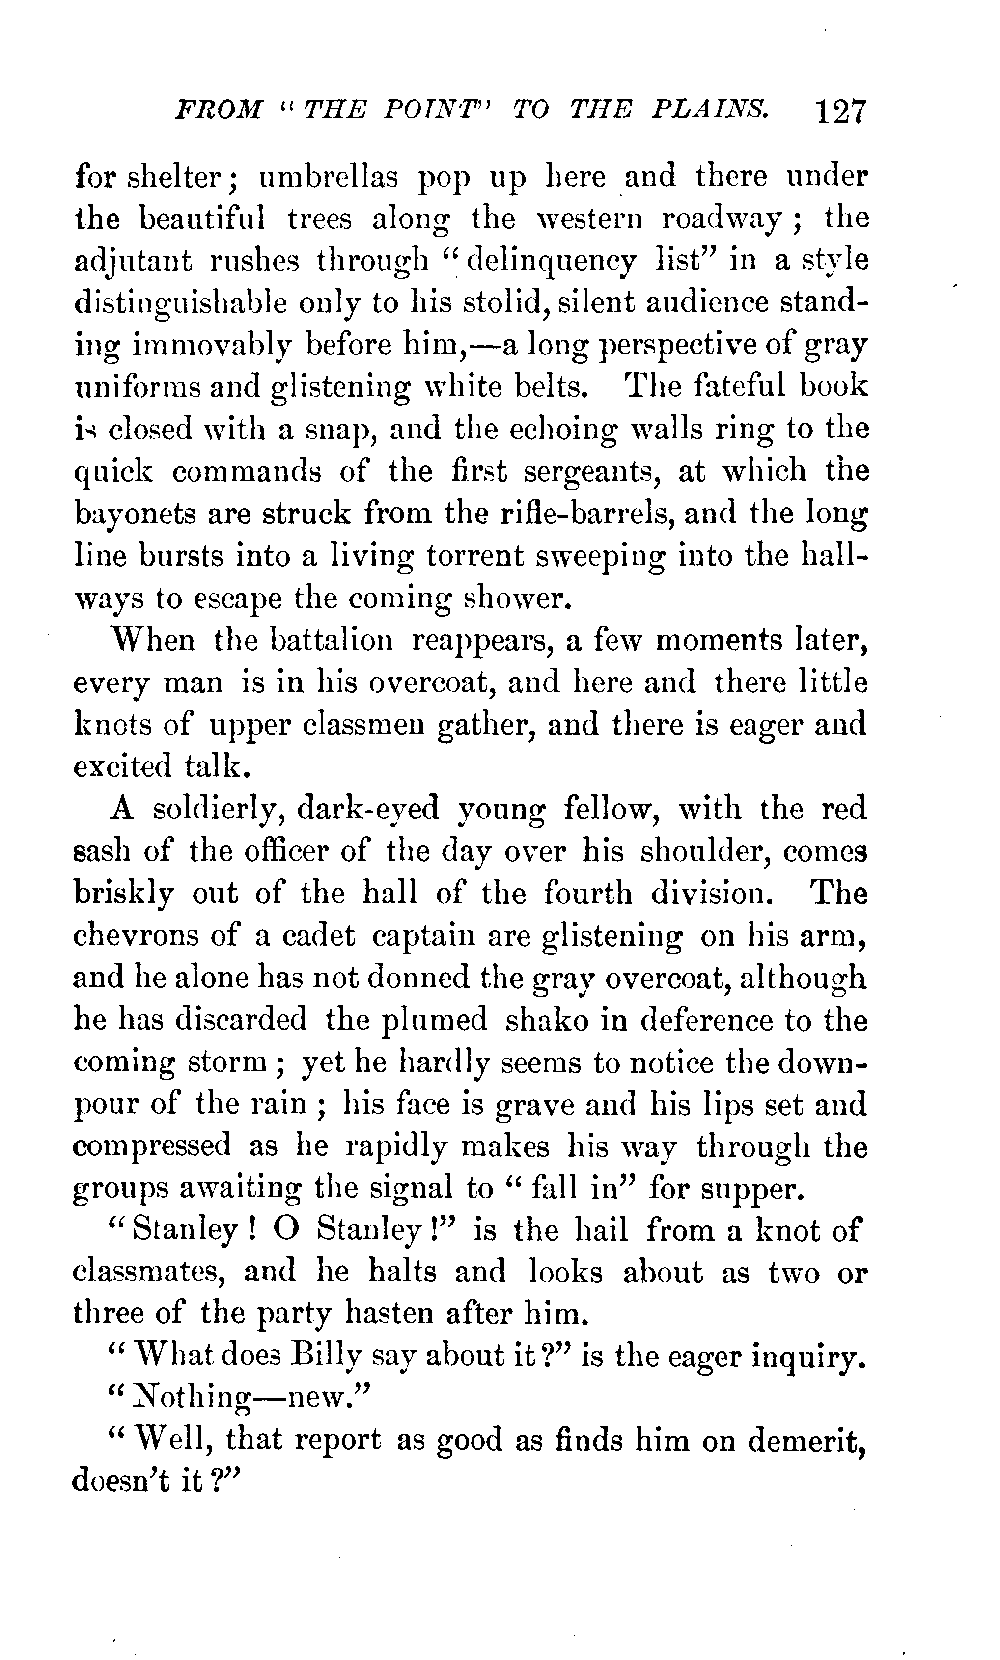 FROM "THE POINT" TO THE PLAINS. 127
for shelter; umbrellas pop up here and there under
the beautiful trees along the western roadway; the
adjutant rushes through "delinquency list" in a style
distinguishable only to his stolid, silent audience stand-
ing immovably before him,—a long perspective of gray
uniforms and glistening white belts. The fateful book
is closed with a snap, and the echoing walls ring to the
quick commands of the first sergeants, at which the
bayonets are struck from the rifle-barrels, and the long
line bursts into a living torrent sweeping into the hall-
ways to escape the coming shower.
When the battalion reappears, a few moments later,
every man is in his overcoat, and here and there little
knots of upper classmen gather, and there is eager and
excited talk.
A soldierly, dark-eyed young fellow, with the red
sash of the officer of the day over his shoulder, comes
briskly out of the hall of the fourth division. The
chevrons of a cadet captain are glistening on his arm,
and he alone has not donned the gray overcoat, although
he has discarded the plumed shako in deference to the
coming storm; yet he hardly seems to notice the down-
pour of the rain; his face is grave and his lips set and
compressed as he rapidly makes his way through the
groups awaiting the signal to "fall in" for supper.
"Stanley! O Stanley!" is the hail from a knot of
classmates, and he halts and looks about as two or
three of the party hasten after him.
"What does Billy say about it?" is the eager inquiry.
"Nothing—new."
"Well, that report as good as finds him on demerit,
doesn't it?"